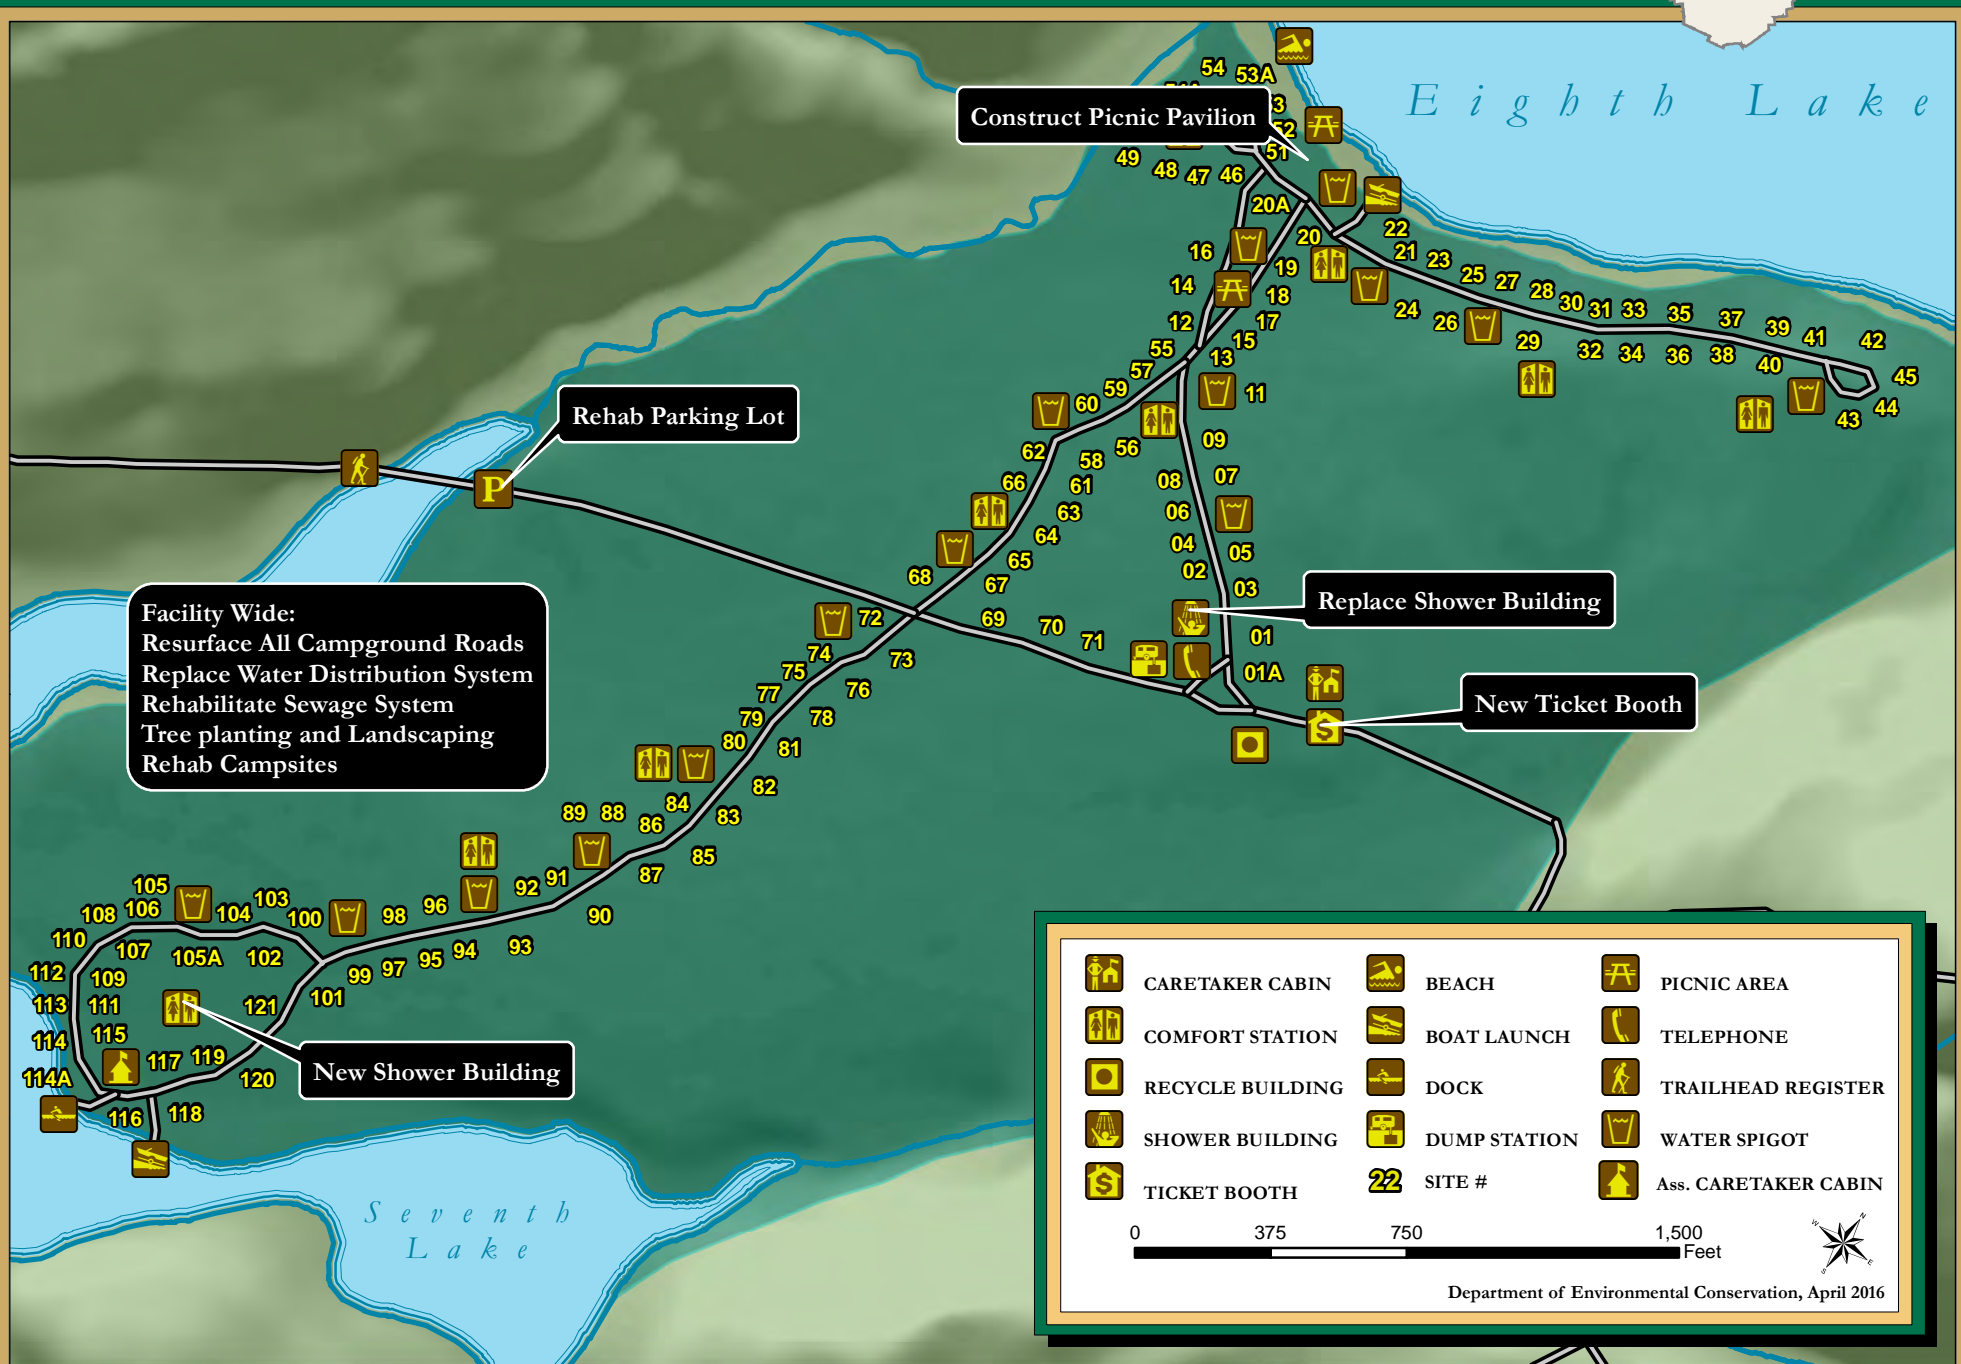 Eighth Lake
54
53A
Construct Picnic Pavilion
51
49
48
47
46
20A
22
20
16
21
23
19
25
27
14
18
28
30
31
33
35
37
39
41
42
24
26
12
17
15
29
32
34
36
38
40
45
55
13
57
59
11
43
44
60
Rehab Parking Lot
P
09
56
62
58
07
08
66
61
63
06
64
04
05
65
02
68
67
03
Replace Shower Building
72
69
70
71
01
01A
74
73
75
76
77
New Ticket Booth
79
78
80
81
82
Facility Wide:
Resurface All Campground Roads
Replace Water Distribution System
Rehabilitate Sewage System
Tree planting and Landscaping
Rehab Campsites
84
83
89
88
86
85
87
91
92
90
105
103
96
108
106
104
100
98
110
107
105A
102
94
93
95
97
99
112
109
101
113
111
121
114
115
117
119
New Shower Building
114A
120
116
118
Seventh
Lake
CARETAKER CABIN
BEACH
PICNIC AREA
COMFORT STATION
BOAT LAUNCH
TELEPHONE
RECYCLE BUILDING
DOCK
TRAILHEAD REGISTER
SHOWER BUILDING
DUMP STATION
WATER SPIGOT
$ TICKET BOOTH
22 SITE #
Ass. CARETAKER CABIN
0 375 750 1,500
Feet
N
W
E
S
Department of Environmental Conservation, April 2016